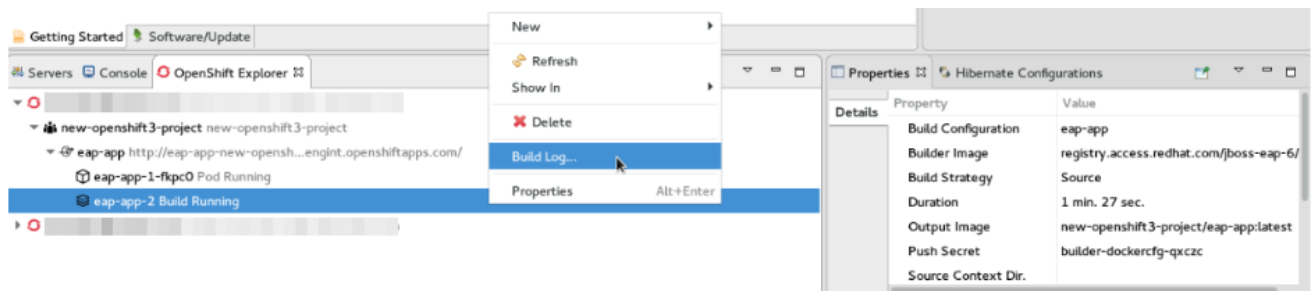 Getting Started Software/Update
Servers Console OpenShift Explorer
new-openshift3-project new-openshift3-project
eap-app http://eap-app-new-opensh...engint.openshiftapps.com/
eap-app-1-fkpc0 Pod Running
eap-app-2 Build Running
New
Refresh
Show In
Delete
Build Log...
Properties Alt+Enter
Properties Hibernate Configurations
Details
Property Value
Build Configuration eap-app
Builder Image registry.access.redhat.com/jboss-eap-6/
Build Strategy Source
Duration 1 min. 27 sec.
Output Image new-openshift3-project/eap-app:latest
Push Secret builder-dockercfg-qxczc
Source Context Dir.